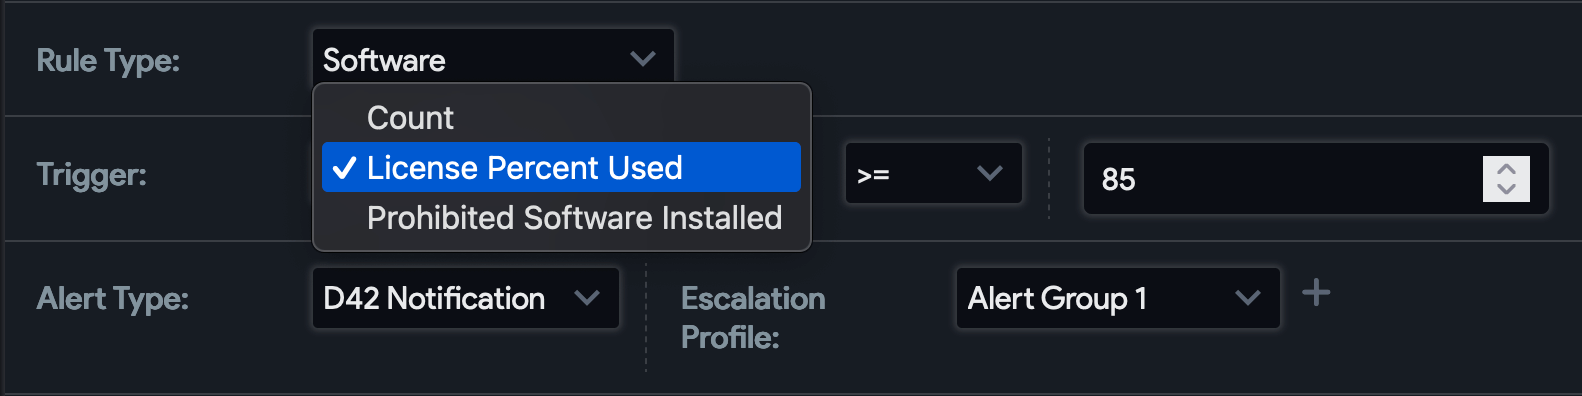 Rule Type:
Software
Count
✓ License Percent Used
Prohibited Software Installed
Trigger:
>=
85
Alert Type:
D42 Notification
Escalation
Profile:
Alert Group 1
+